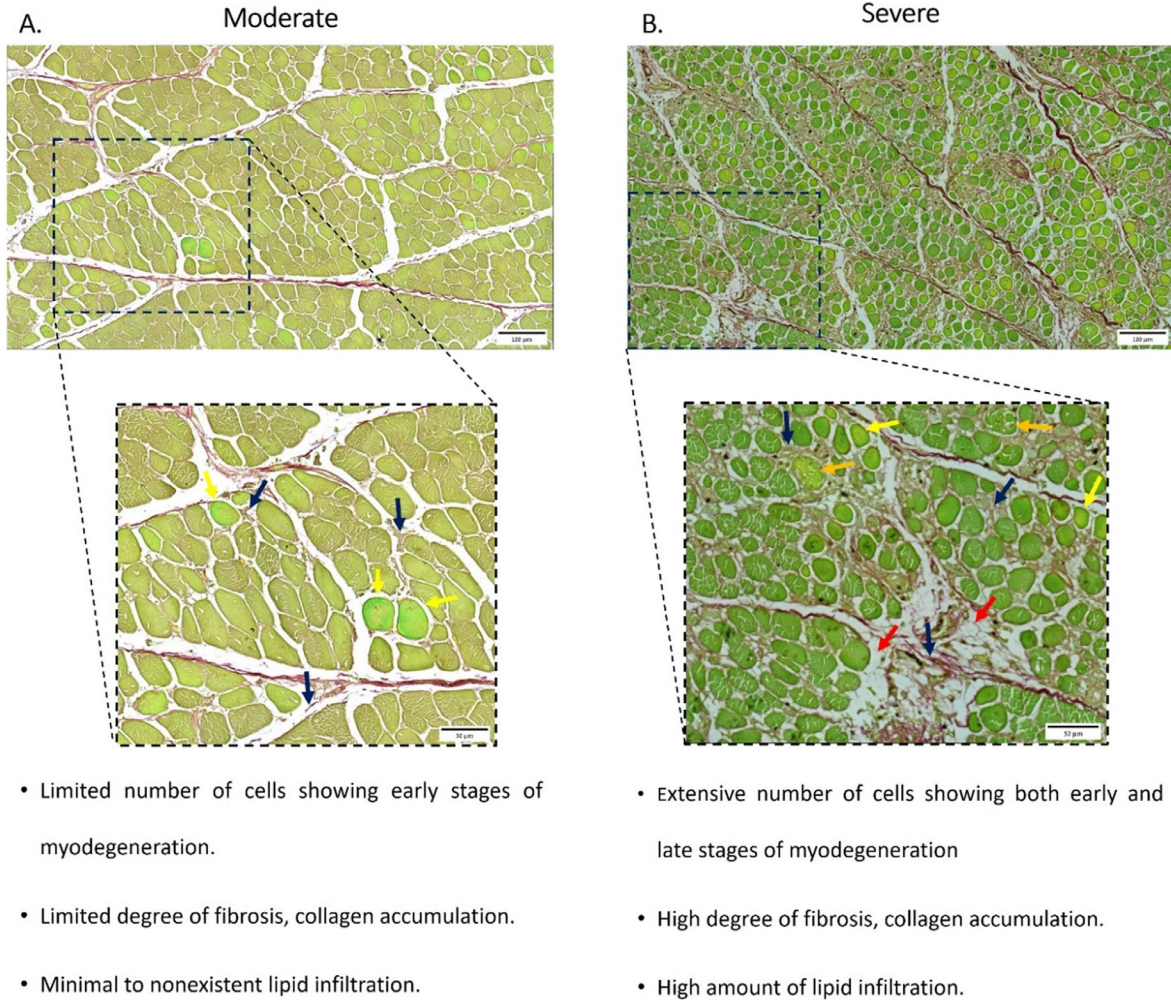 A.
Moderate
B.
Severe
100 µm
100 µm
50 µm
50 µm
• Limited number of cells showing early stages of
myodegeneration.
• Limited degree of fibrosis, collagen accumulation.
• Minimal to nonexistent lipid infiltration.
• Extensive number of cells showing both early and
late stages of myodegeneration
• High degree of fibrosis, collagen accumulation.
• High amount of lipid infiltration.